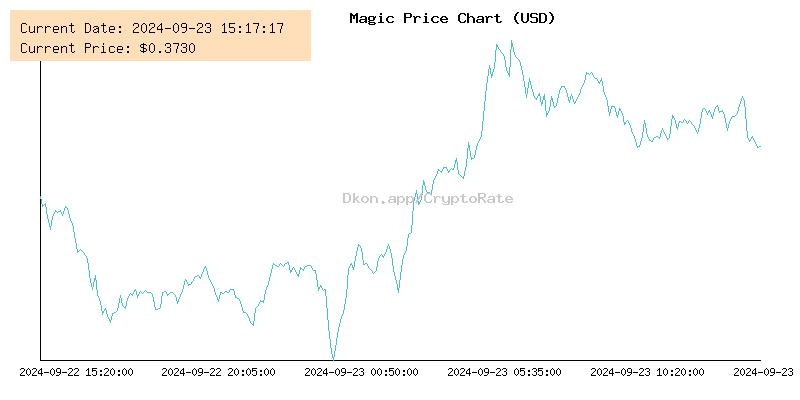 Magic Price Chart (USD)
Current Date: 2024-09-23 15:17:17
Current Price: $0.3730
Dkon.app/CryptoRate
2024-09-22 15:20:00
2024-09-22 20:05:00
2024-09-23 00:50:00
2024-09-23 05:35:00
2024-09-23 10:20:00
2024-09-23